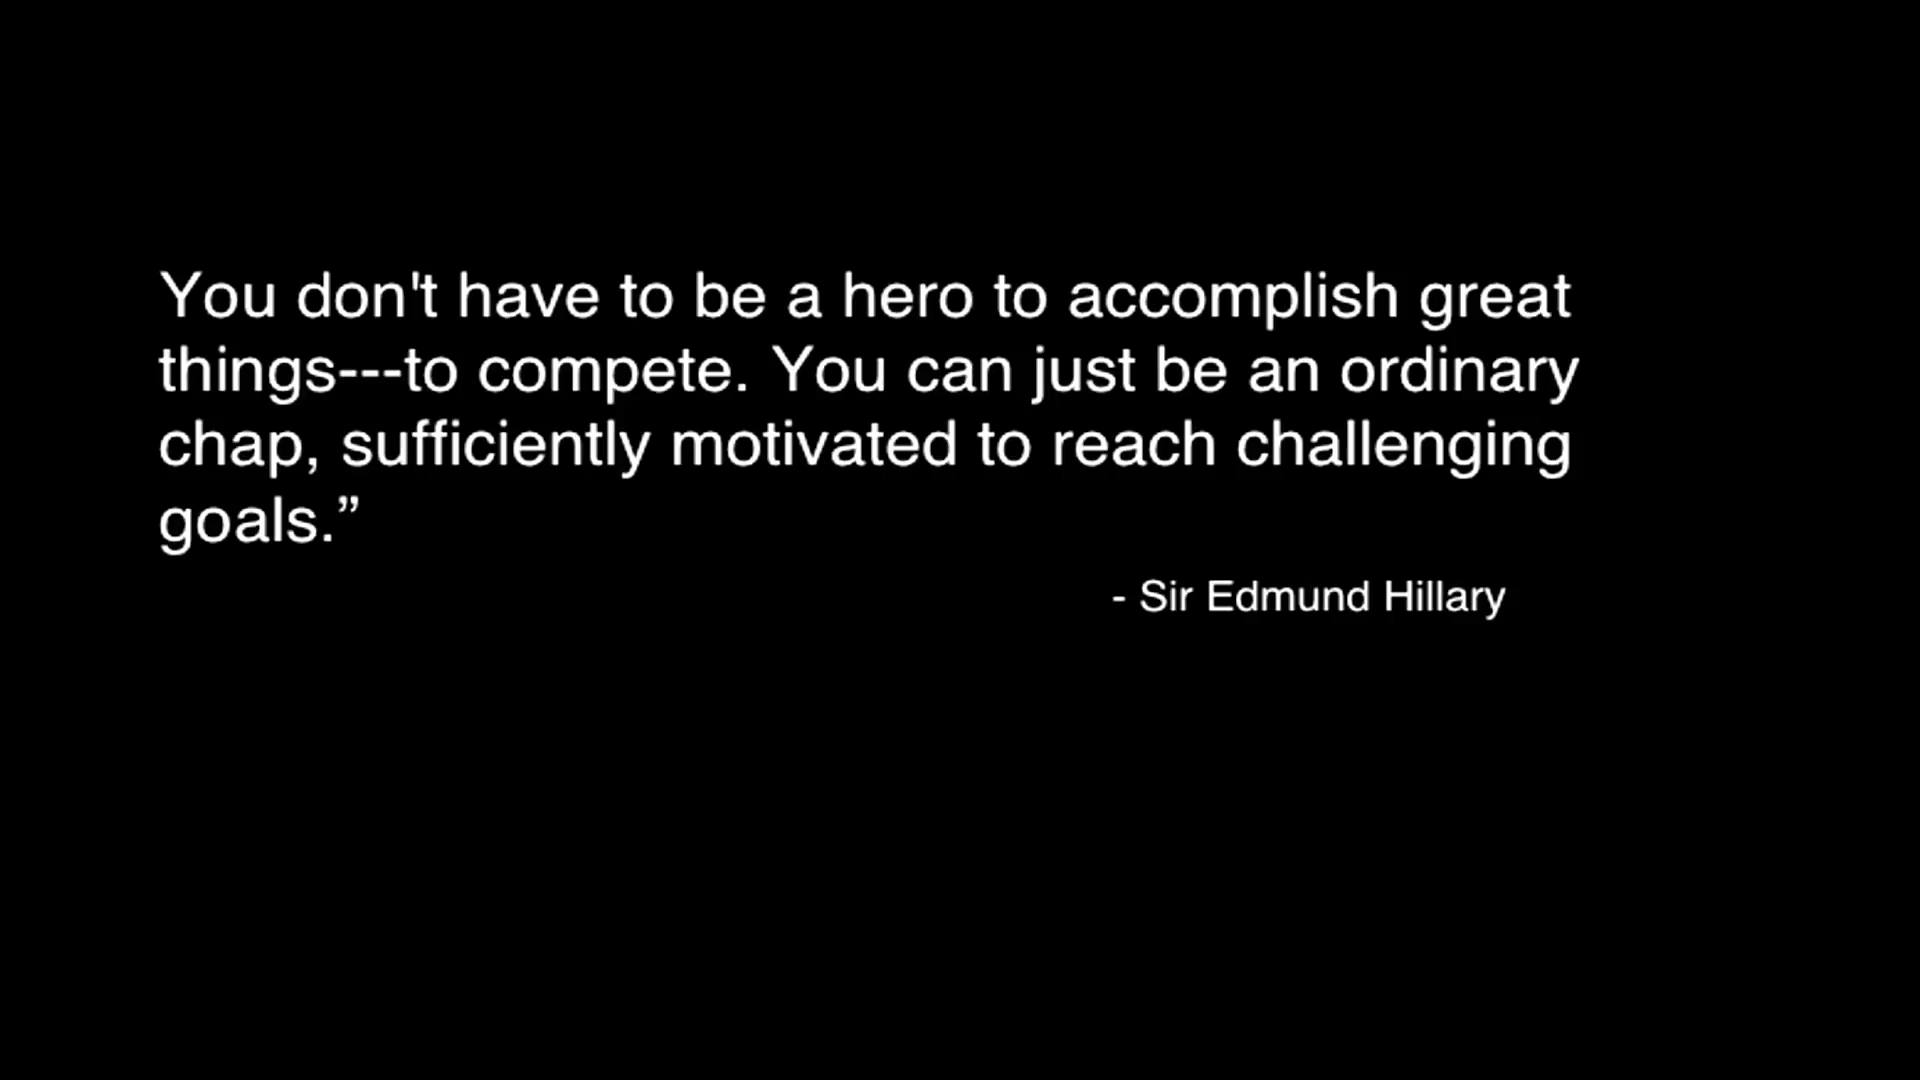 You don't have to be a hero to accomplish great
things---to compete. You can just be an ordinary
chap, sufficiently motivated to reach challenging
goals.”
- Sir Edmund Hillary